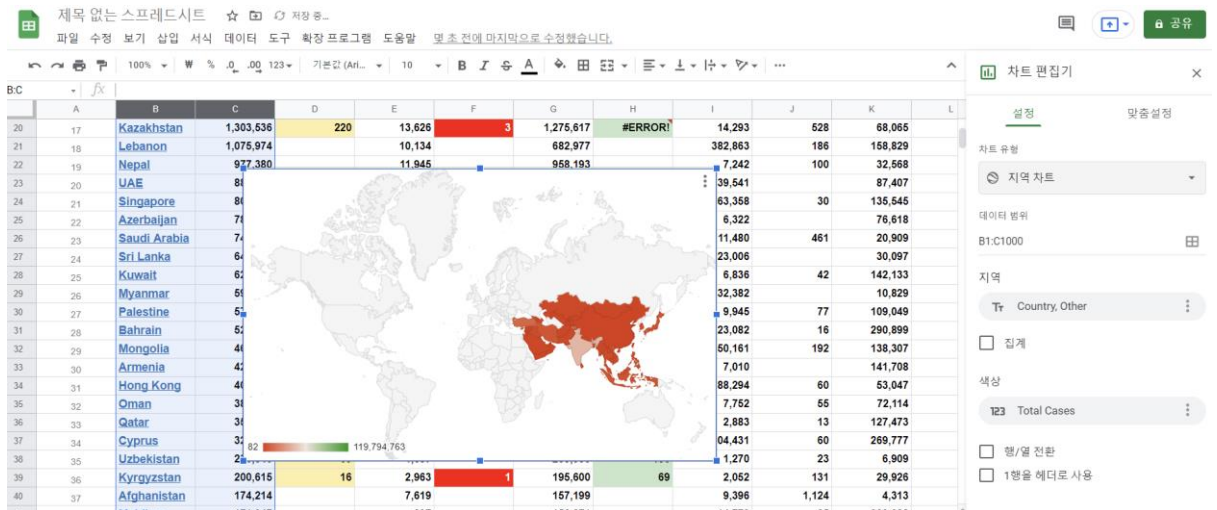 제목 없는 스프레드시트 저장 중...
파일 수정 보기 삽입 서식 데이터 도구 확장 프로그램 도움말 몇 초 전에 마지막으로 수정했습니다.
공유
100% ₩ % .0 .00 123 기본값 (Ari... 10 B I S A
B:C fx
A B C D E F G H I J K L
20 17 Kazakhstan 1,303,536 220 13,626 3 1,275,617 #ERROR! 14,293 528 68,065
21 18 Lebanon 1,075,974 10,134 682,977 382,863 186 158,829
22 19 Nepal 977,380 11,945 958,193 7,242 100 32,568
23 20 UAE 39,541 87,407
24 21 Singapore 63,358 30 135,545
25 22 Azerbaijan 6,322 76,618
26 23 Saudi Arabia 11,480 461 20,909
27 24 Sri Lanka 23,006 30,097
28 25 Kuwait 6,836 42 142,133
29 26 Myanmar 32,382 10,829
30 27 Palestine 9,945 77 109,049
31 28 Bahrain 23,082 16 290,899
32 29 Mongolia 50,161 192 138,307
33 30 Armenia 7,010 141,708
34 31 Hong Kong 88,294 60 53,047
35 32 Oman 7,752 55 72,114
36 33 Qatar 2,883 13 127,473
37 34 Cyprus 04,431 60 269,777
38 35 Uzbekistan 1,270 23 6,909
39 36 Kyrgyzstan 200,615 16 2,963 1 195,600 69 2,052 131 29,926
40 37 Afghanistan 174,214 7,619 157,199 9,396 1,124 4,313
82 119,794,763
차트 편집기
설정 맞춤설정
차트 유형
지역 차트
데이터 범위
B1:C1000
지역
Tт Country, Other
집계
색상
123 Total Cases
행/열 전환
1행을 헤더로 사용